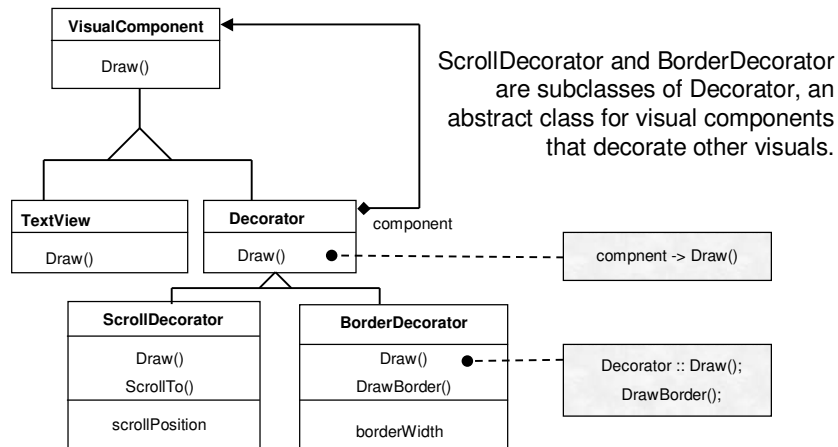 VisualComponent
Draw()
ScrollDecorator and BorderDecorator
are subclasses of Decorator, an
abstract class for visual components
that decorate other visuals.
TextView
Draw()
Decorator
Draw()
component
compnent -> Draw()
ScrollDecorator
Draw()
ScrollTo()
scrollPosition
BorderDecorator
Draw()
DrawBorder()
borderWidth
Decorator :: Draw();
DrawBorder();